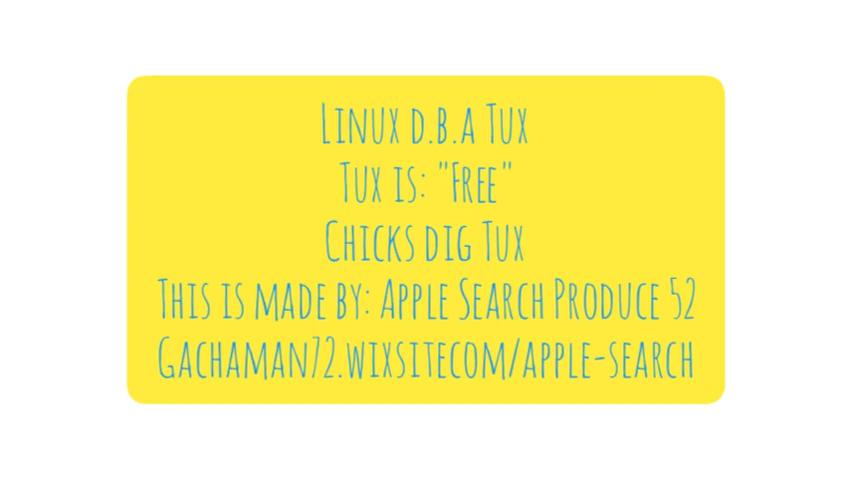 Linux d.b.a Tux
Tux is: "Free"
Chicks dig Tux
This is made by: Apple Search Produce 52
Gachaman72.wixsitecom/apple-search